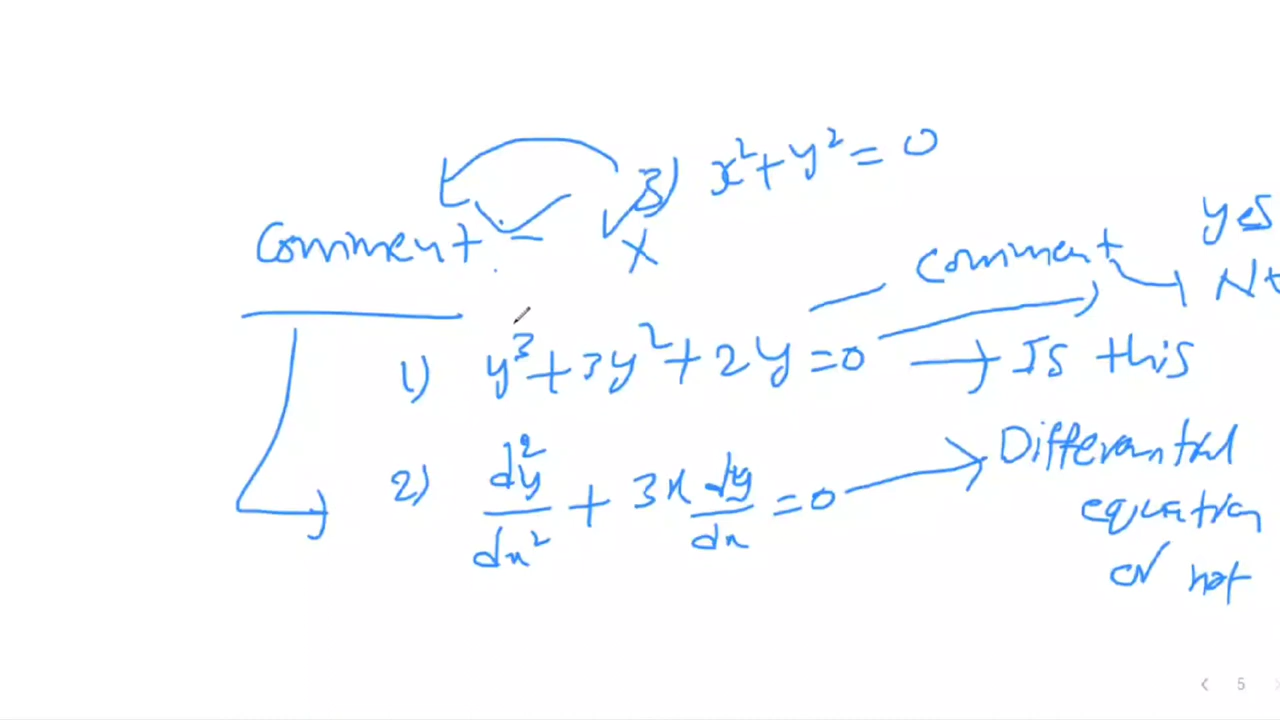 3) x²+y²=0
Comment -
x
Comment
yes
1) y³+3y²+2y=0 → Is this
2) d²y/dx² + 3x dy/dx =0 → Differential
equation
or not
5